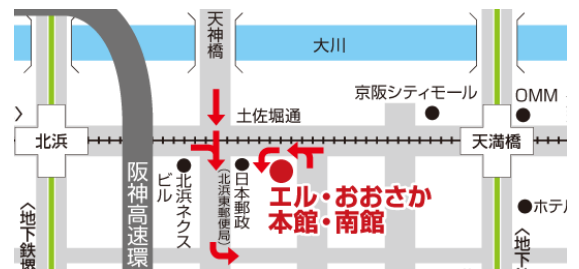 天神橋
大川
京阪シティモール
OMM
土佐堀通
北浜
天満橋
阪神高速環
北浜ネクス
ビル
(北浜東郵便局)
日本郵政
エル・おおさか
本館・南館
ホテ
〈地下鉄堺
〈地下